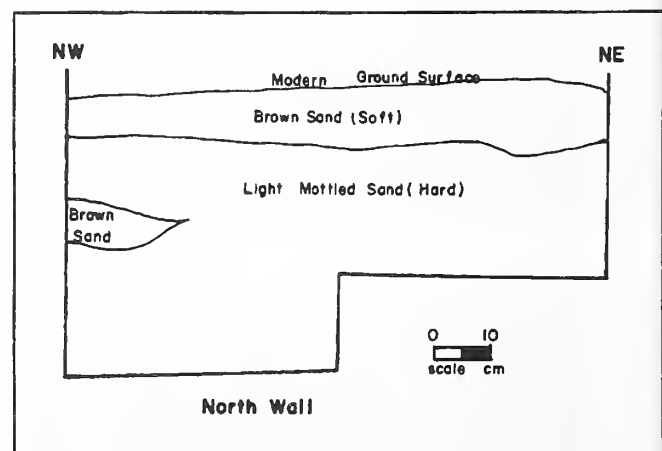 NW
NE
Modern Ground Surface
Brown Sand (Soft)
Light Mottled Sand (Hard)
Brown
Sand
0 10
scale cm
North Wall